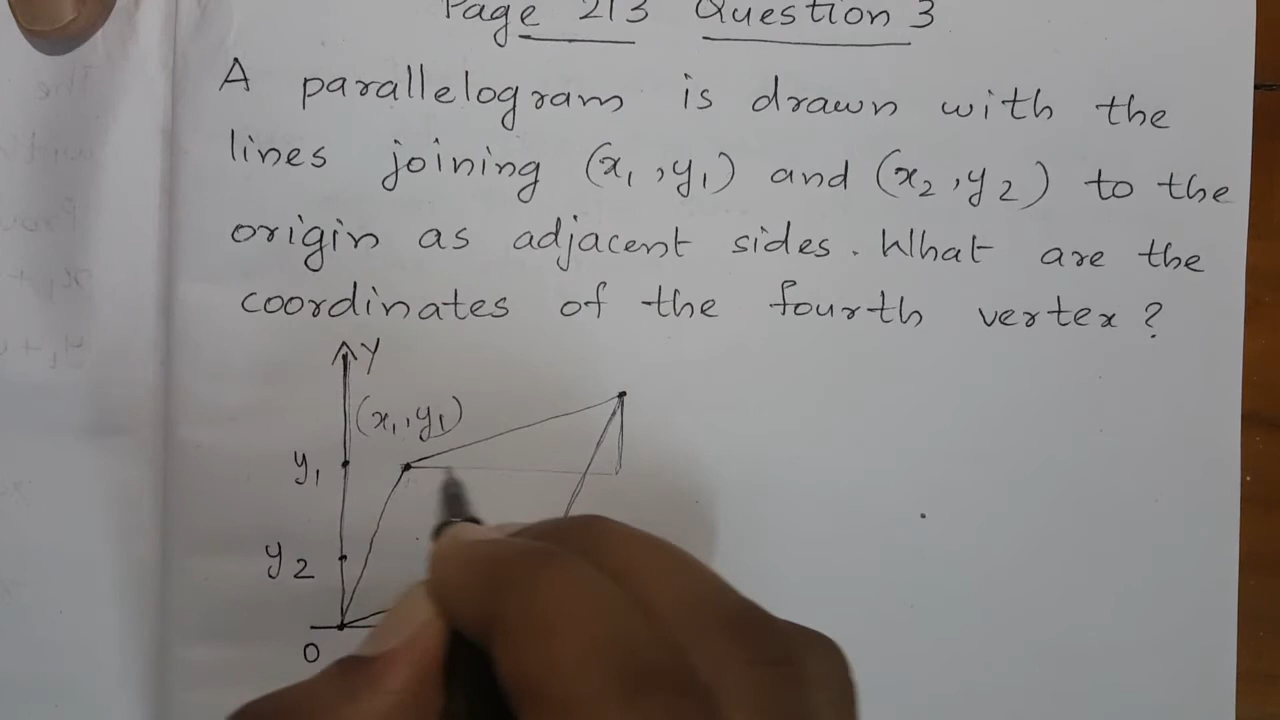 Page 213 Question 3
A parallelogram is drawn with the
lines joining (x₁,y₁) and (x₂,y₂) to the
origin as adjacent sides. What are the
coordinates of the fourth vertex?
Y
(x₁,y₁)
y₁
y₂
O